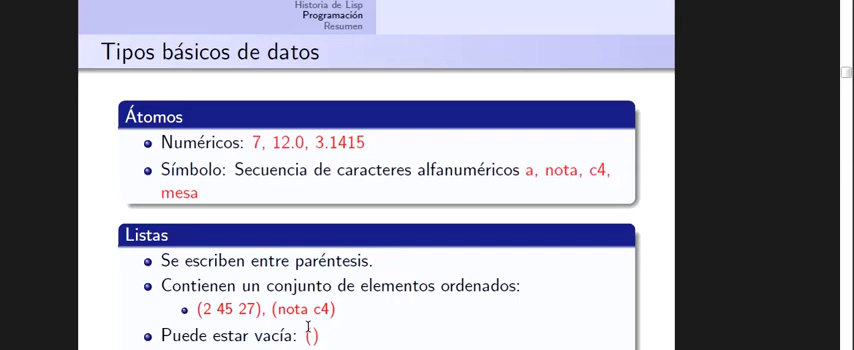 Historia de Lisp
Programación
Resumen
Tipos básicos de datos
Átomos
Numéricos: 7, 12.0, 3.1415
Símbolo: Secuencia de caracteres alfanuméricos a, nota, c4,
mesa
Listas
Se escriben entre paréntesis.
Contienen un conjunto de elementos ordenados:
(2 45 27), (nota c4)
Puede estar vacía: ()